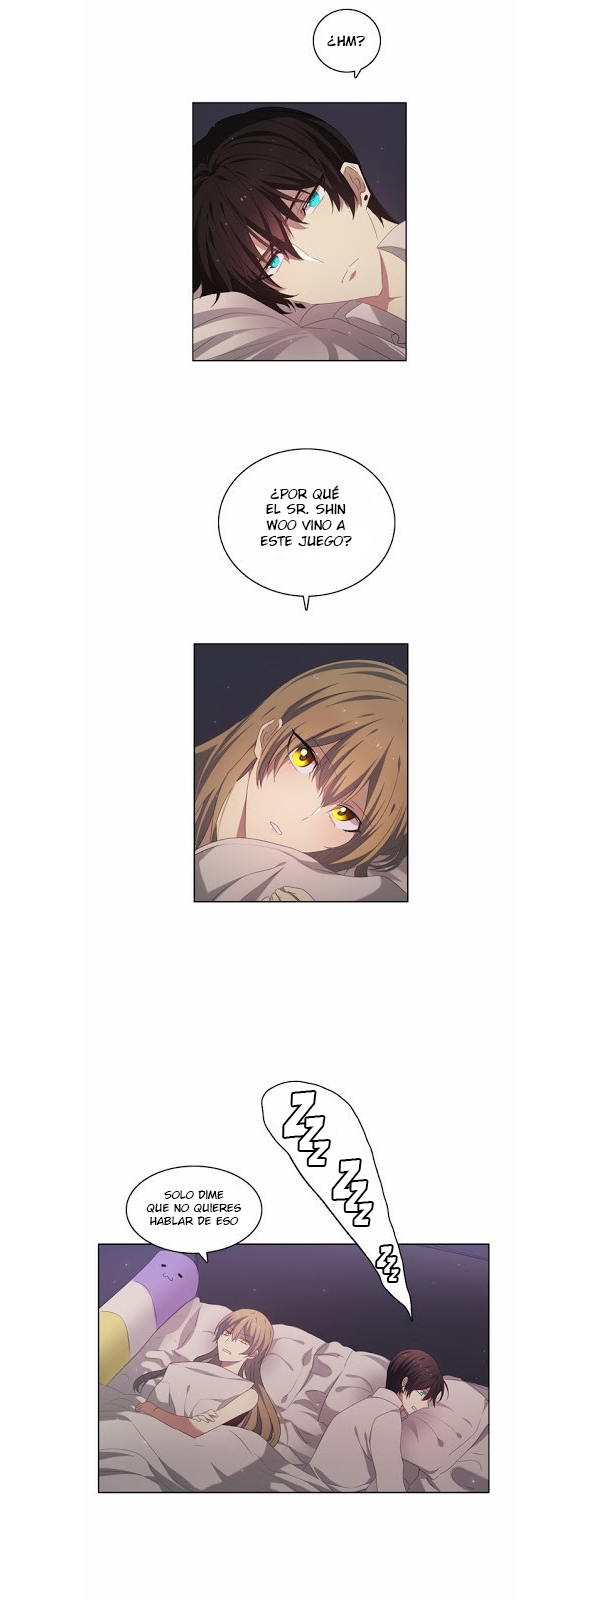 ¿HM?
¿POR QUÉ
EL SR. SHIN
WOO VINO A
ESTE JUEGO?
ZZZ
ZZZ
ZZZ
SOLO DIME
QUE NO QUIERES
HABLAR DE ESO